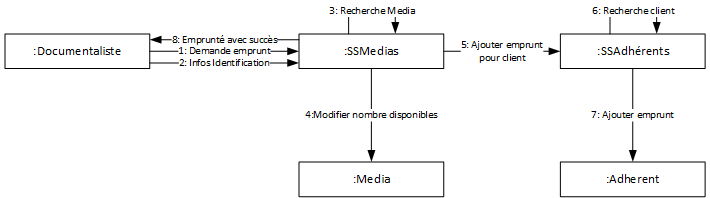 3: Recherche Media
6: Recherche client
8: Emprunté avec succès
:Documentaliste
1: Demande emprunt
:SSMedias
5: Ajouter emprunt
pour client
:SSAdhérents
2: Infos Identification
4:Modifier nombre disponibles
7: Ajouter emprunt
:Media
:Adherent